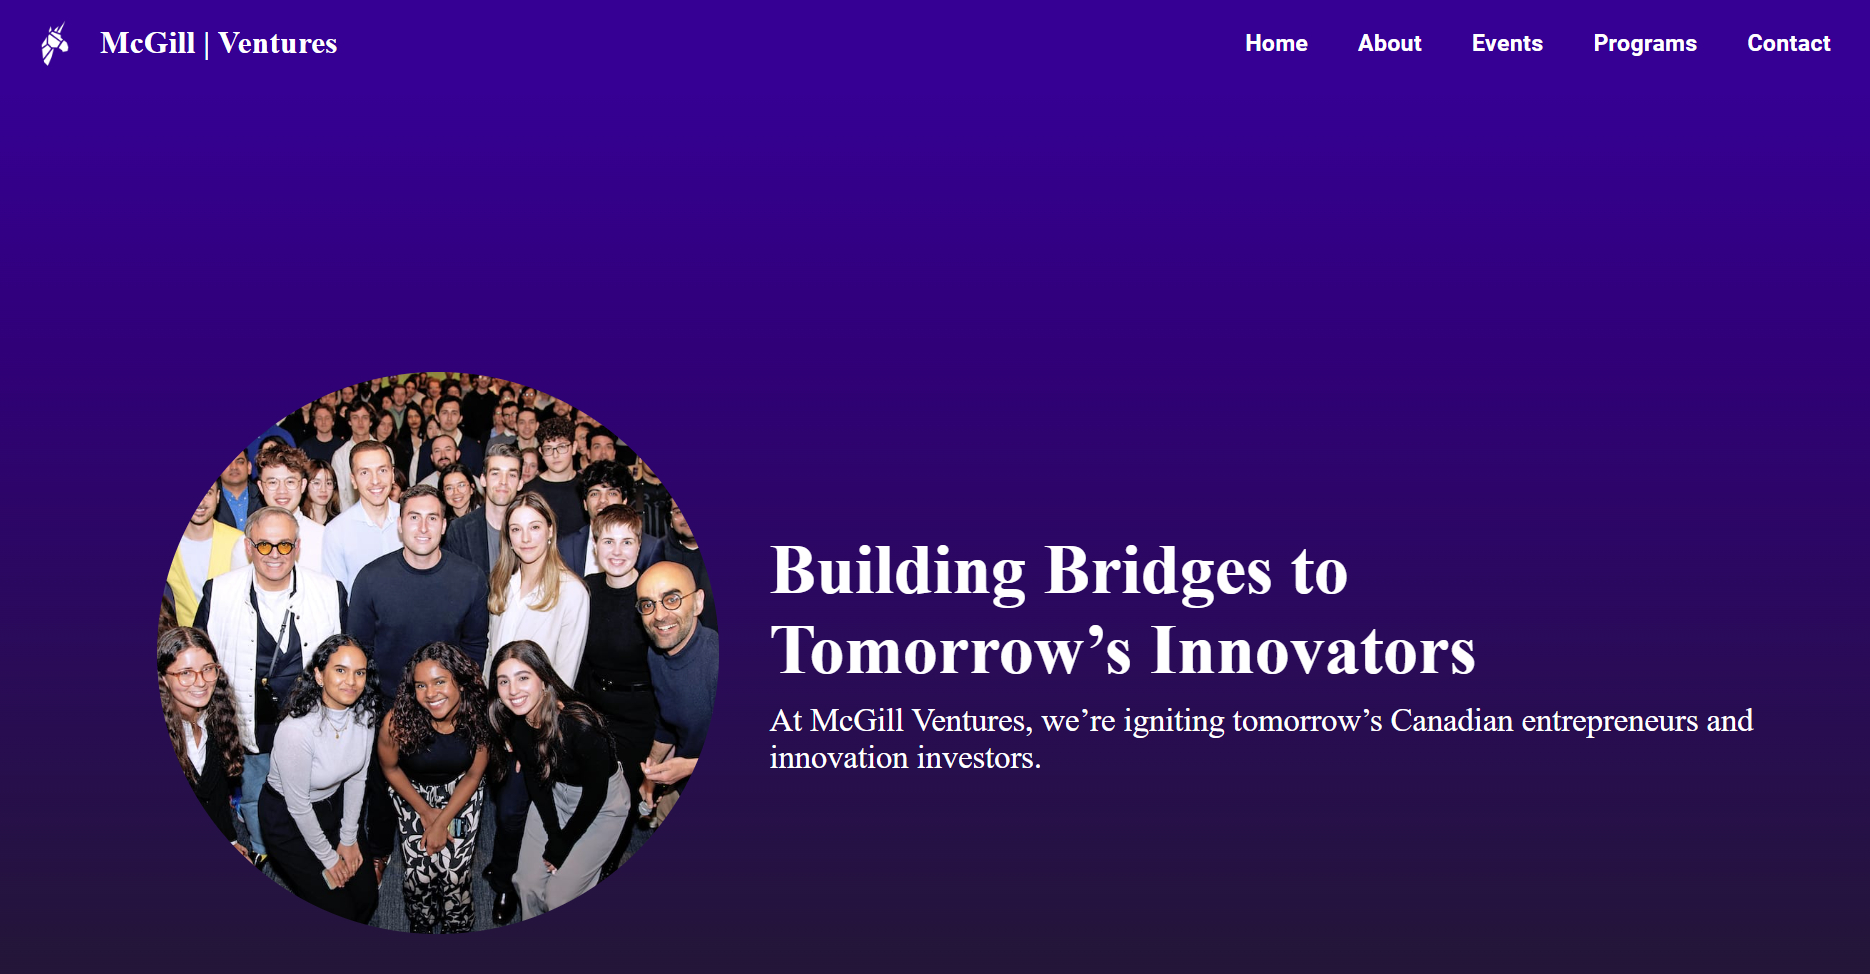 McGill | Ventures
Home About Events Programs Contact
Building Bridges to
Tomorrow’s Innovators
At McGill Ventures, we’re igniting tomorrow’s Canadian entrepreneurs and
innovation investors.